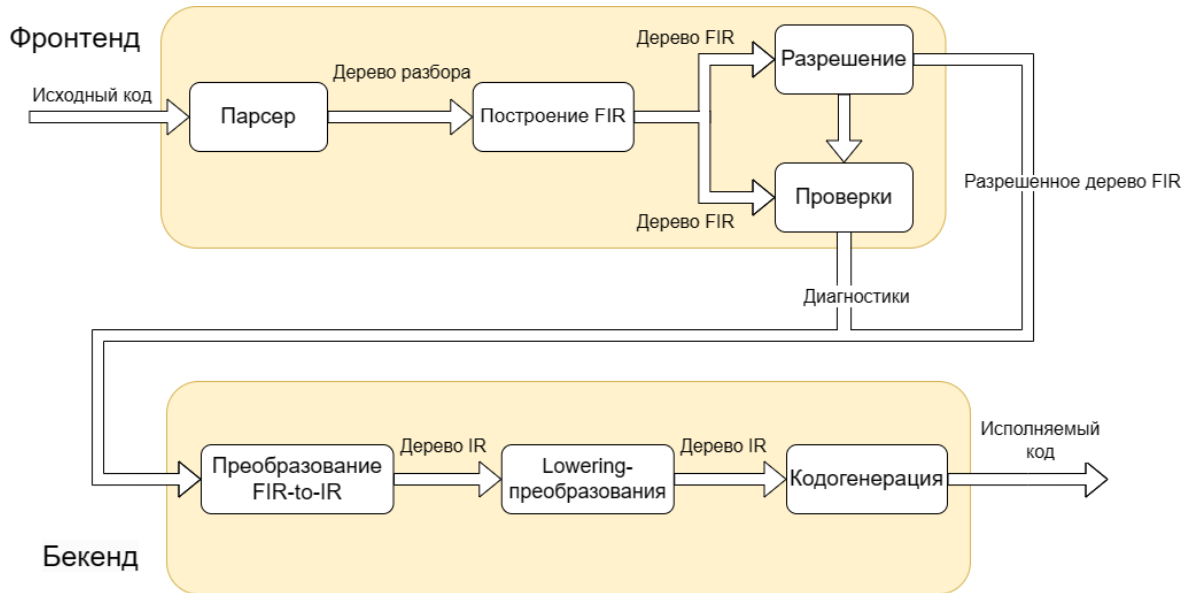 Фронтенд
Исходный код
Парсер
Дерево разбора
Построение FIR
Дерево FIR
Разрешение
Проверки
Дерево FIR
Разрешенное дерево FIR
Диагностики
Преобразование
FIR-to-IR
Дерево IR
Lowering-
преобразования
Дерево IR
Кодогенерация
Исполняемый
код
Бекенд